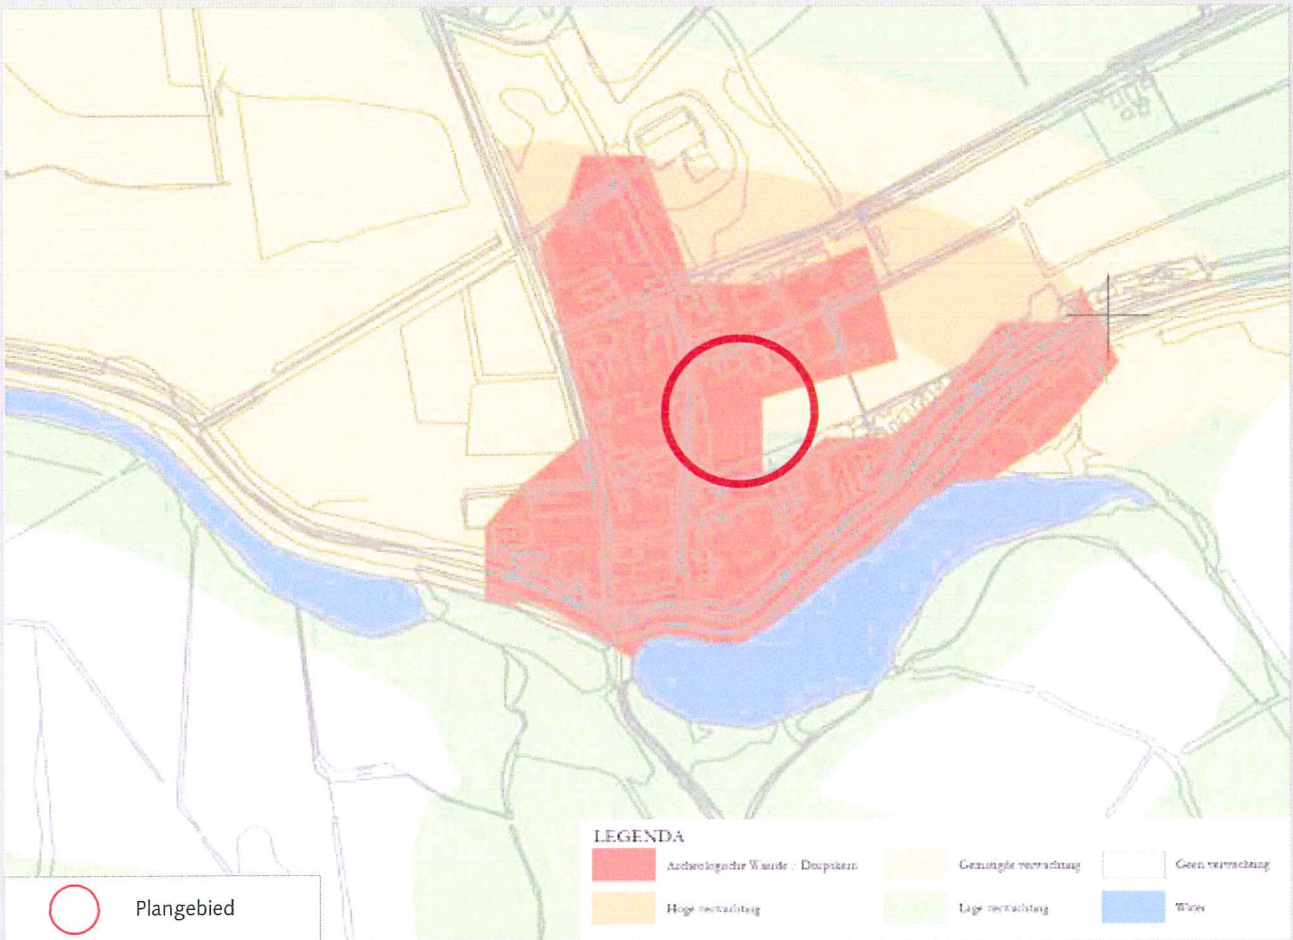 LEGENDA
Archeologische Waarde / Dorpskern
Gematigde verwachting
Geen verwachting
Hoge verwachting
Lage verwachting
Water
Plangebied